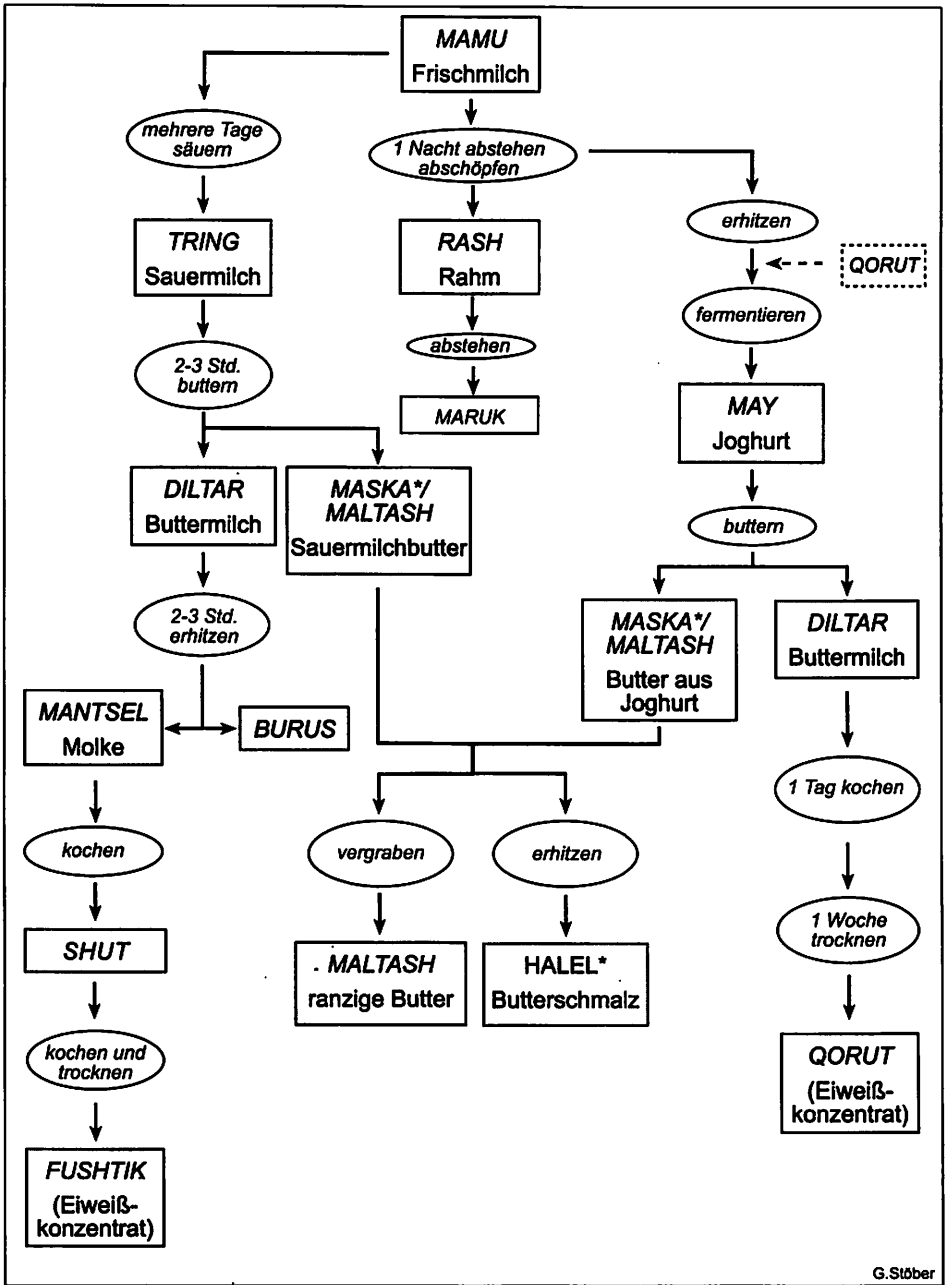 MAMU
Frischmilch
mehrere Tage
säuern
1 Nacht abstehen
abschöpfen
erhitzen
TRING
Sauermilch
RASH
Rahm
QORUT
fermentieren
2-3 Std.
buttern
abstehen
MARUK
MAY
Joghurt
DILTAR
Buttermilch
MASKA*/
MALTASH
Sauermilchbutter
buttern
2-3 Std.
erhitzen
MASKA*/
MALTASH
Butter aus
Joghurt
DILTAR
Buttermilch
MANTSEL
Molke
BURUS
1 Tag kochen
kochen
vergraben
erhitzen
1 Woche
trocknen
SHUT
MALTASH
ranzige Butter
HALEL*
Butterschmalz
kochen und
trocknen
QORUT
(Eiweiß-
konzentrat)
FUSHTIK
(Eiweiß-
konzentrat)
G.Stöber